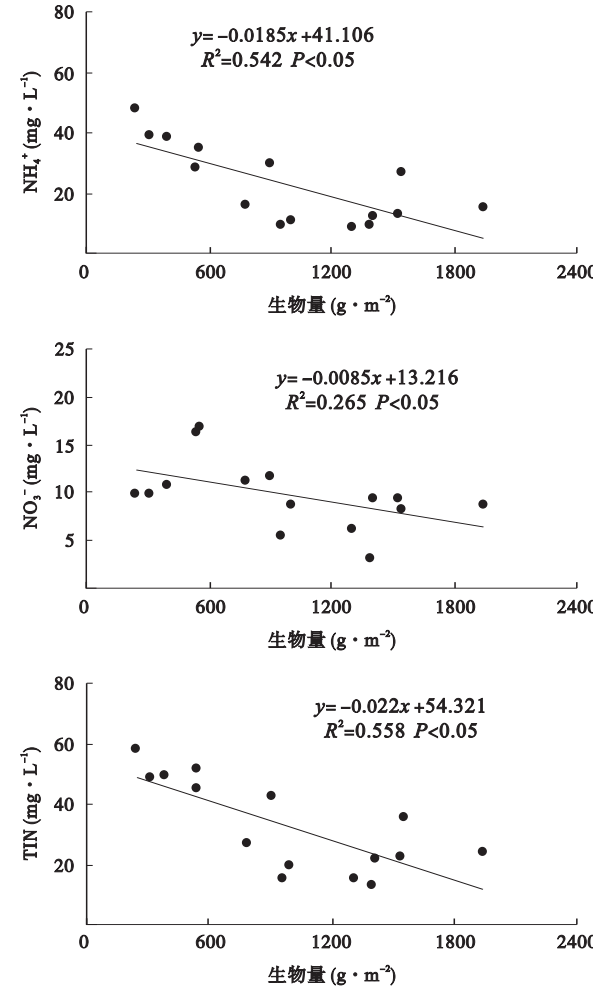 80
y= −0.0185x +41.106
R²=0.542 P<0.05
60
40
20
NH₄⁺ (mg · L⁻¹)
0 600 1200 1800 2400
生物量 (g · m⁻²)
25
y= −0.0085x +13.216
R²=0.265 P<0.05
20
15
10
5
NO₃⁻ (mg · L⁻¹)
0 600 1200 1800 2400
生物量 (g · m⁻²)
80
y= −0.022x +54.321
R²=0.558 P<0.05
60
40
20
TIN (mg · L⁻¹)
0 600 1200 1800 2400
生物量 (g · m⁻²)